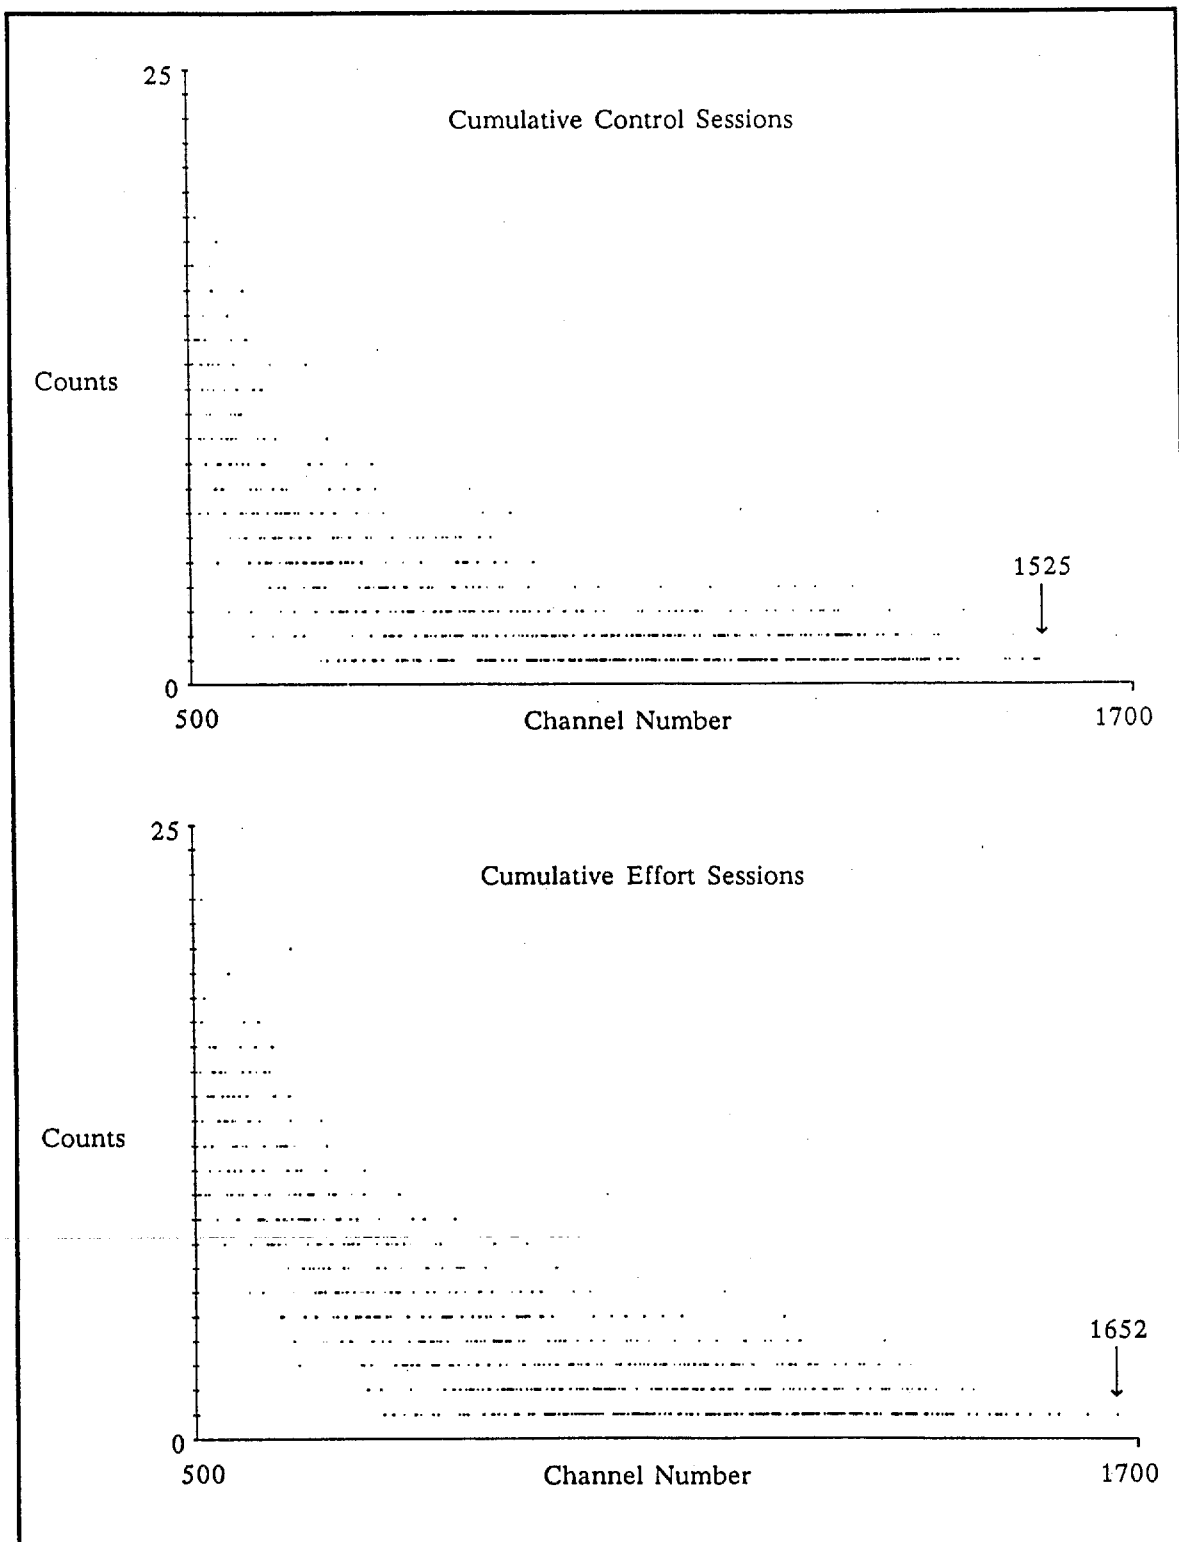 25
Cumulative Control Sessions
Counts
1525
0
500
Channel Number
1700
25
Cumulative Effort Sessions
Counts
1652
0
500
Channel Number
1700